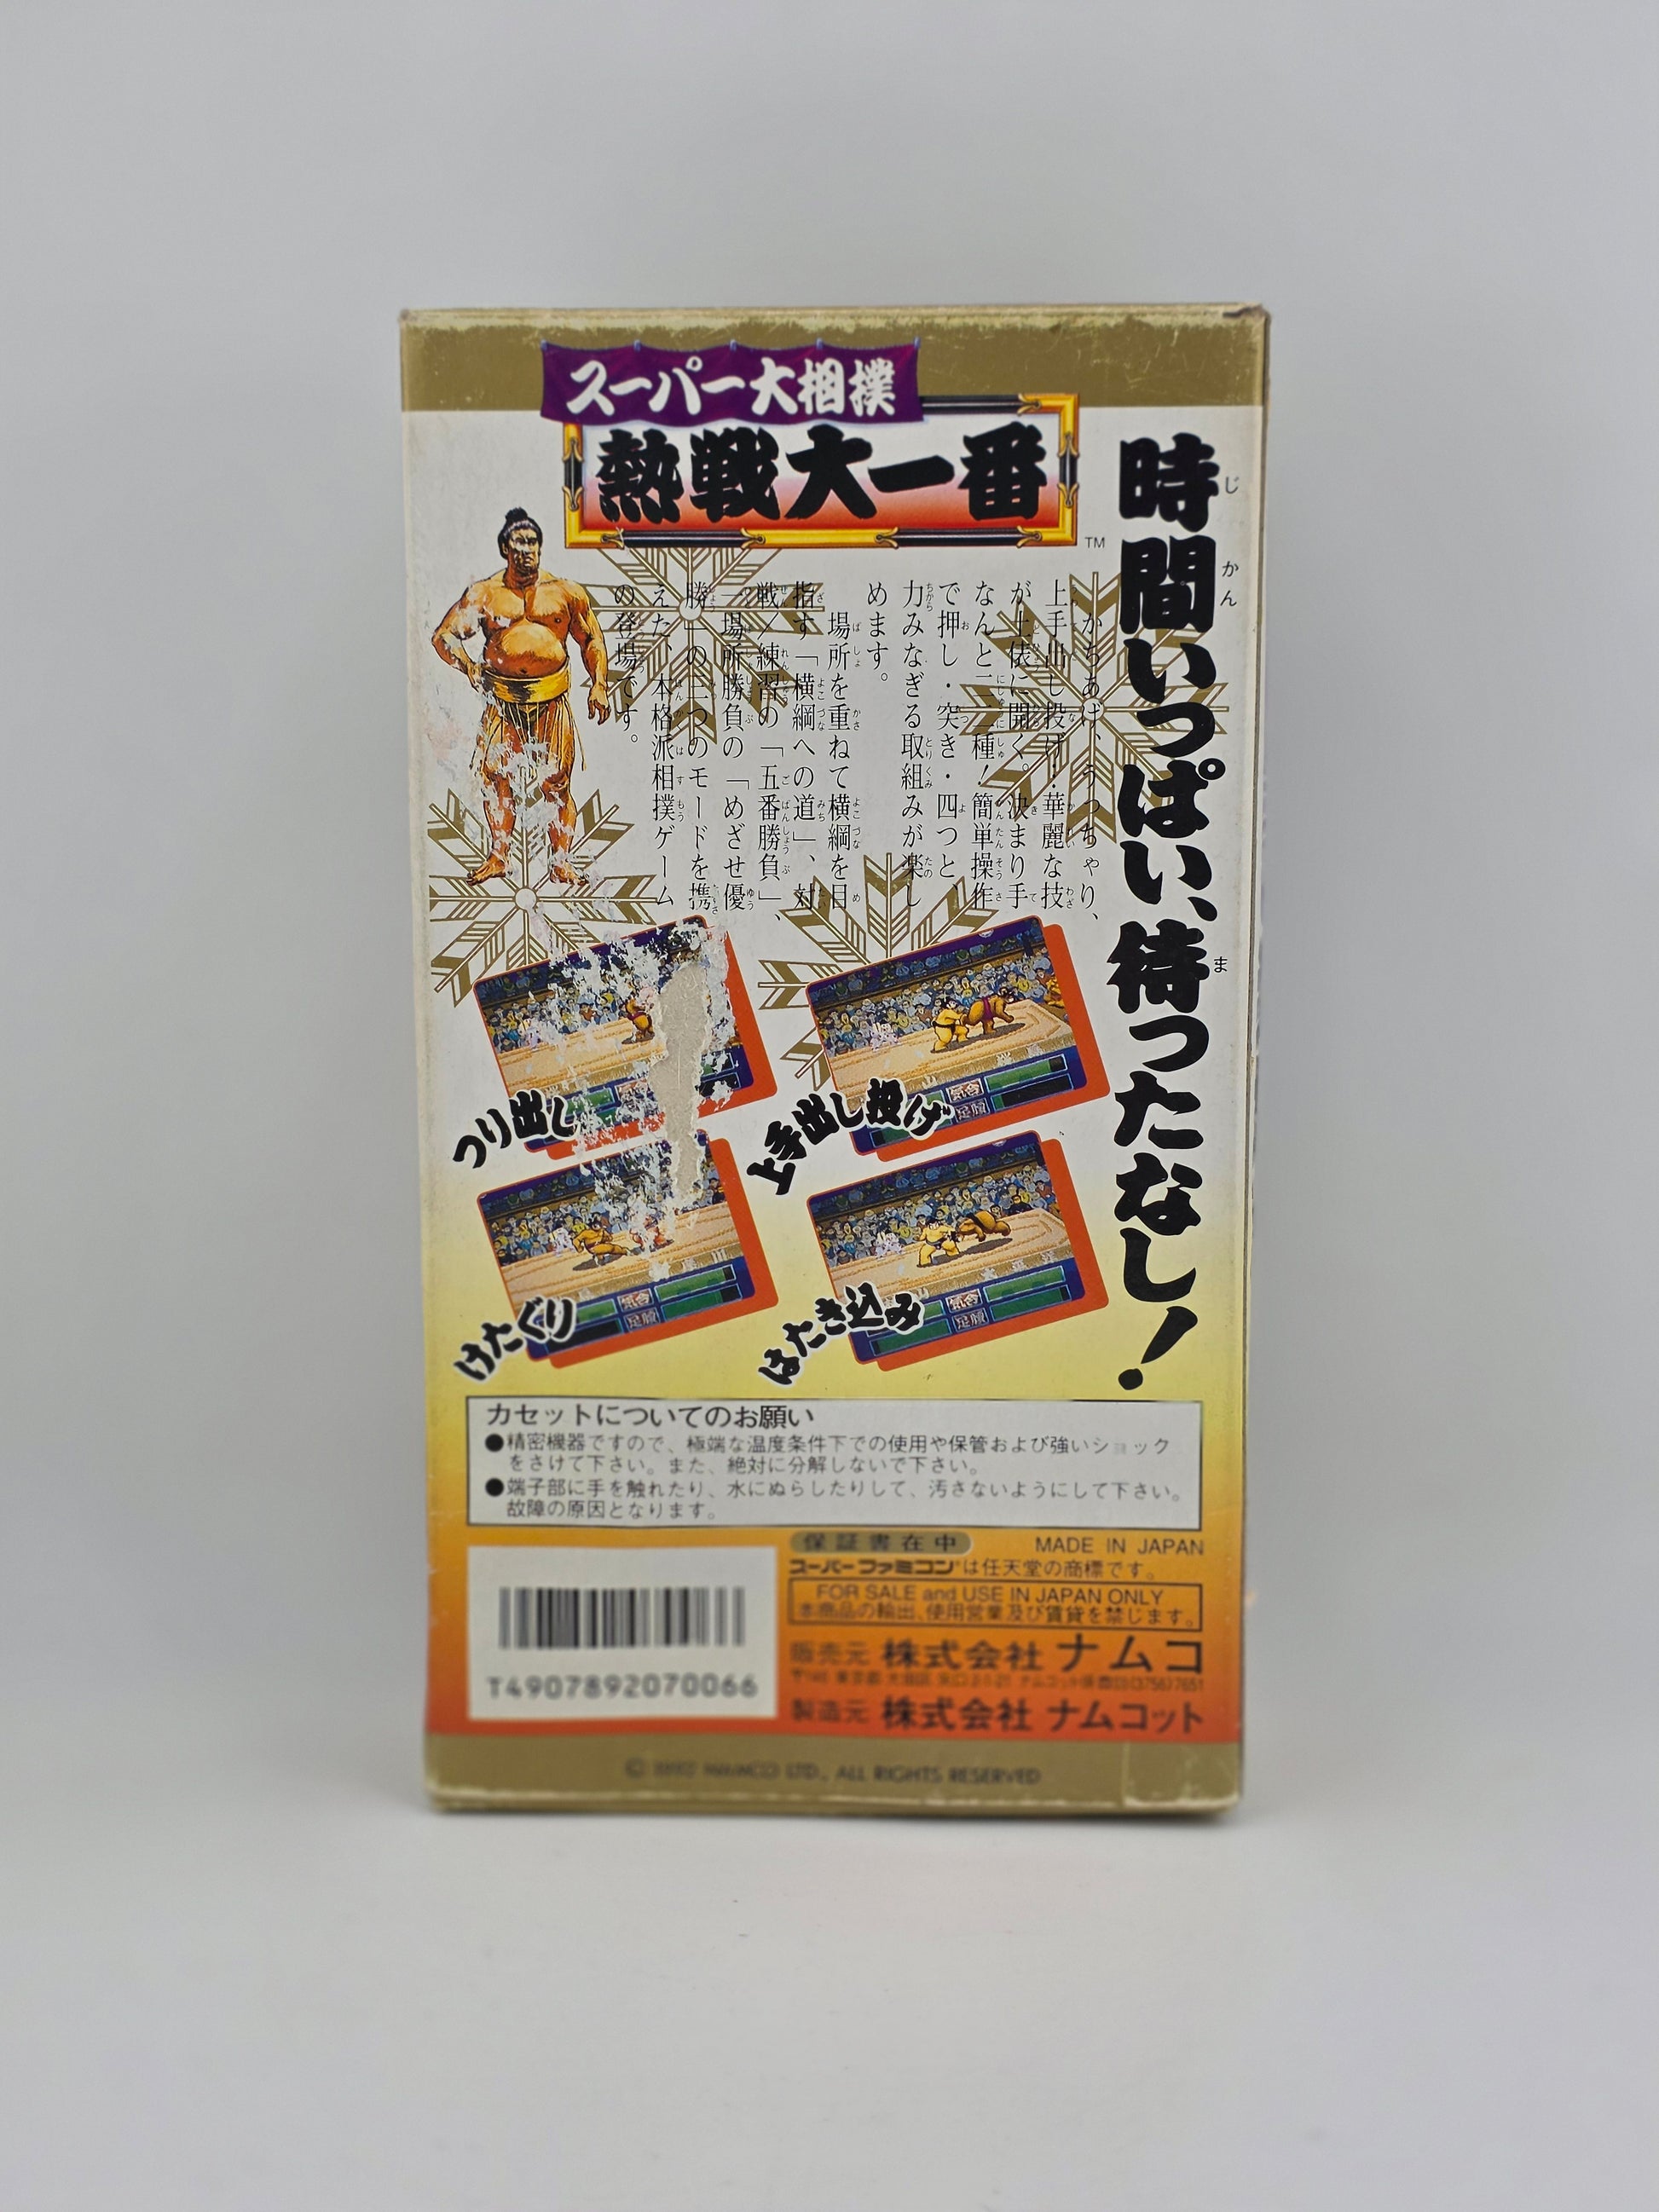 スーパー大相撲
熱戦大一番
TM
時間いっぱい、待ったなし！
かちあげ、うっちゃり、
上手出し投げ…華麗な技
が土俵に開く。決まり手
なんと二二種！簡単操作
で押し・突き・四つと、
力みなぎる取組みが楽し
めます。
場所を重ねて横綱を目
指す「横綱への道」、対
戦／練習の「五番勝負」、
一場所勝負の「めざせ優
勝」の三つのモードを携
えた、本格派相撲ゲーム
の登場です。
つり出し
上手出し投げ
けたぐり
はたき込み
カセットについてのお願い
●精密機器ですので、極端な温度条件下での使用や保管および強いショック
をさけて下さい。また、絶対に分解しないで下さい。
●端子部に手を触れたり、水にぬらしたりして、汚さないようにして下さい。
故障の原因となります。
保証書在中
MADE IN JAPAN
スーパーファミコンは任天堂の商標です。
FOR SALE and USE IN JAPAN ONLY
本商品の輸出、使用営業及び賃貸を禁じます。
販売元 株式会社ナムコ
製造元 株式会社ナムコット
T4907892070066
© 1992 NAMCO LTD., ALL RIGHTS RESERVED